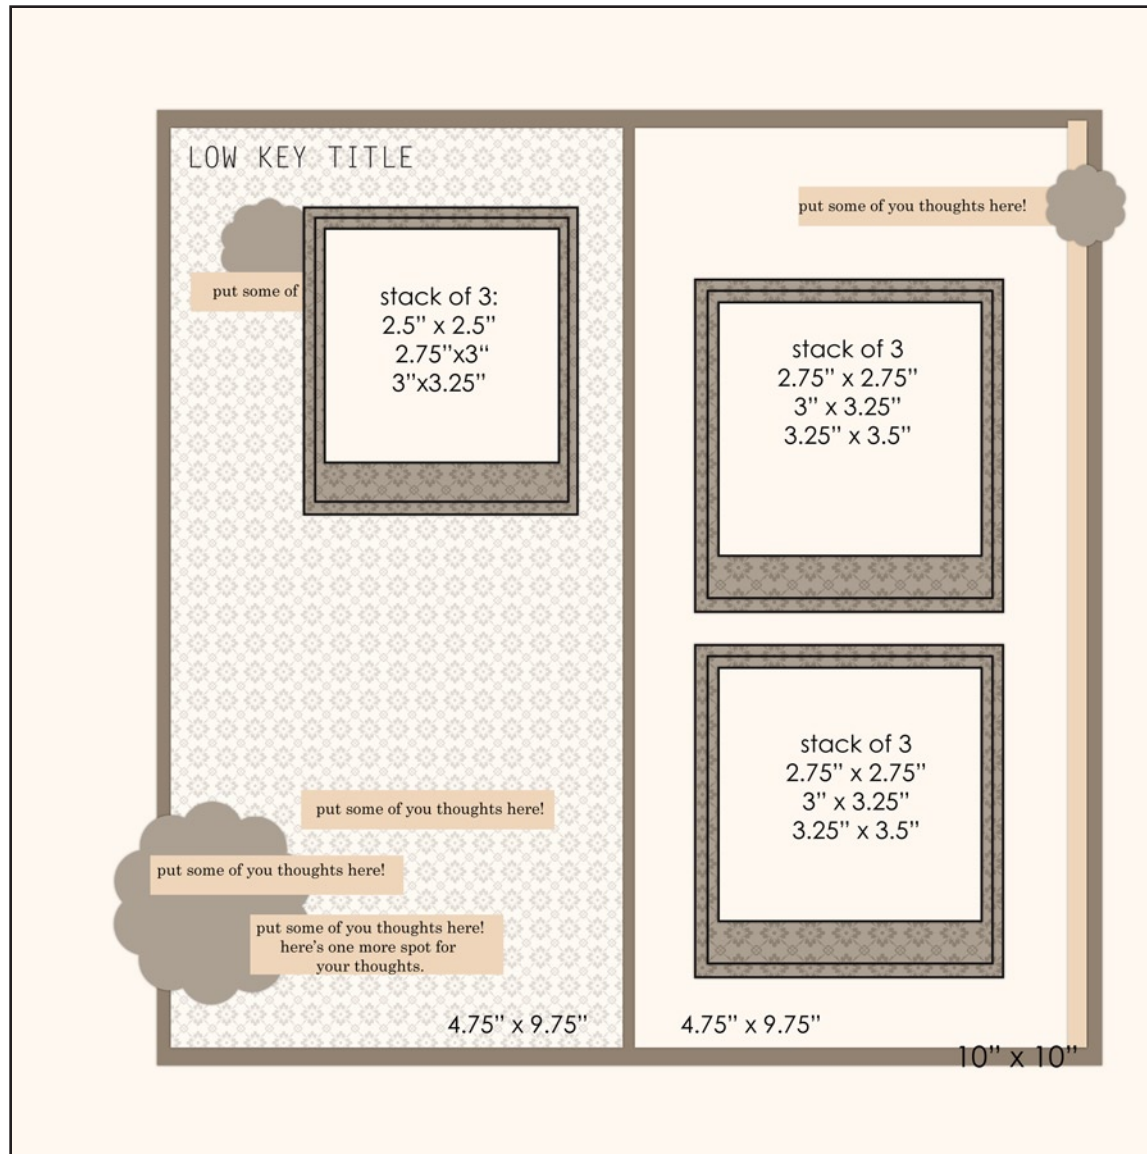 LOW KEY TITLE
put some of
stack of 3:
2.5” x 2.5”
2.75”x3“
3”x3.25”
put some of you thoughts here!
put some of you thoughts here!
put some of you thoughts here!
here’s one more spot for
your thoughts.
4.75” x 9.75”
put some of you thoughts here!
stack of 3
2.75” x 2.75”
3” x 3.25”
3.25” x 3.5”
stack of 3
2.75” x 2.75”
3” x 3.25”
3.25” x 3.5”
4.75” x 9.75”
10” x 10”